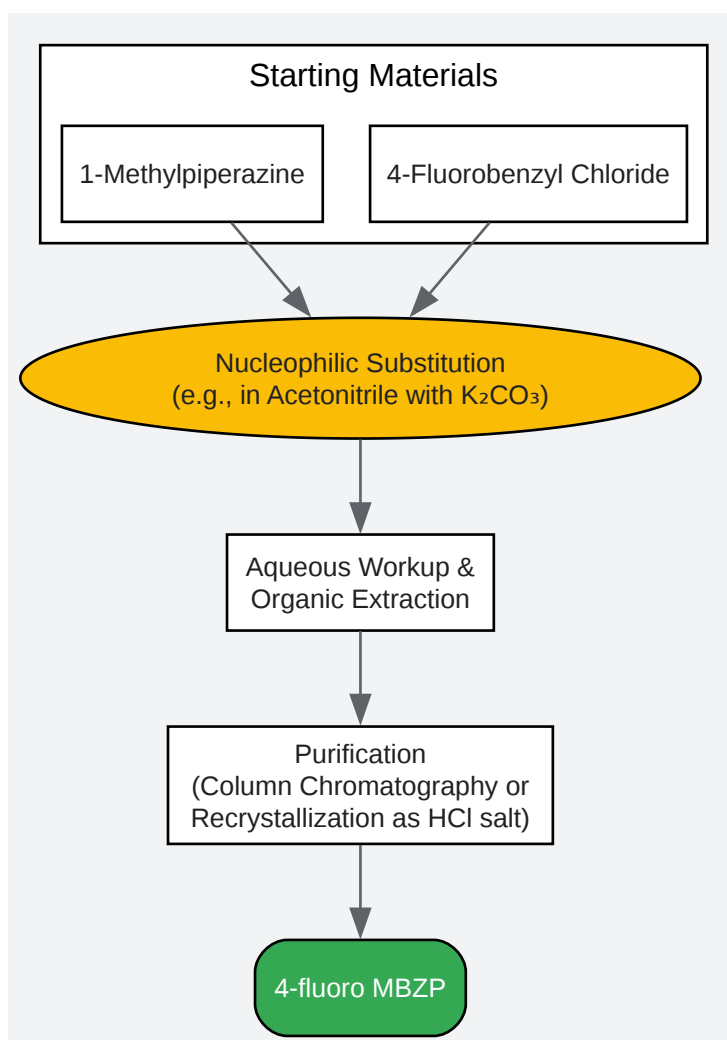 Starting Materials
1-Methylpiperazine
4-Fluorobenzyl Chloride
Nucleophilic Substitution
(e.g., in Acetonitrile with K₂CO₃)
Aqueous Workup &
Organic Extraction
Purification
(Column Chromatography or
Recrystallization as HCl salt)
4-fluoro MBZP